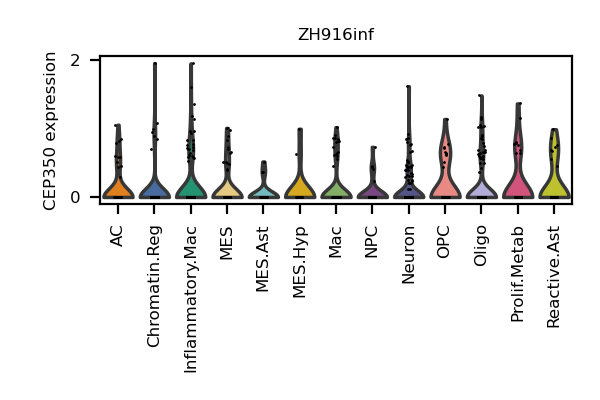 ZH916inf
CEP350 expression
2
0
AC
Chromatin.Reg
Inflammatory.Mac
MES
MES.Ast
MES.Hyp
Mac
NPC
Neuron
OPC
Oligo
Prolif.Metab
Reactive.Ast